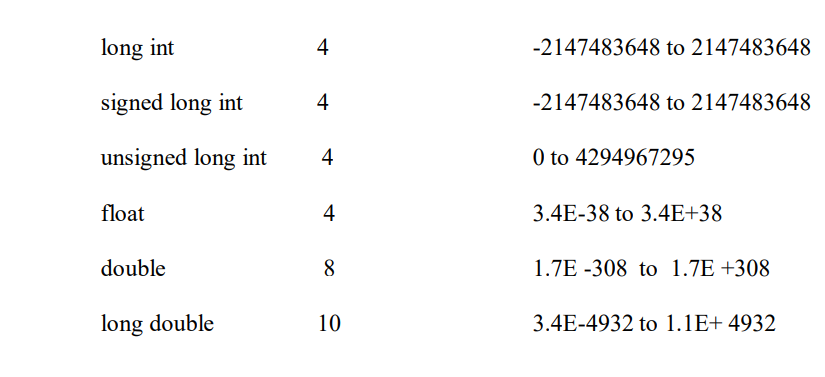 long int 4 -2147483648 to 2147483648
signed long int 4 -2147483648 to 2147483648
unsigned long int 4 0 to 4294967295
float 4 3.4E-38 to 3.4E+38
double 8 1.7E -308 to 1.7E +308
long double 10 3.4E-4932 to 1.1E+ 4932